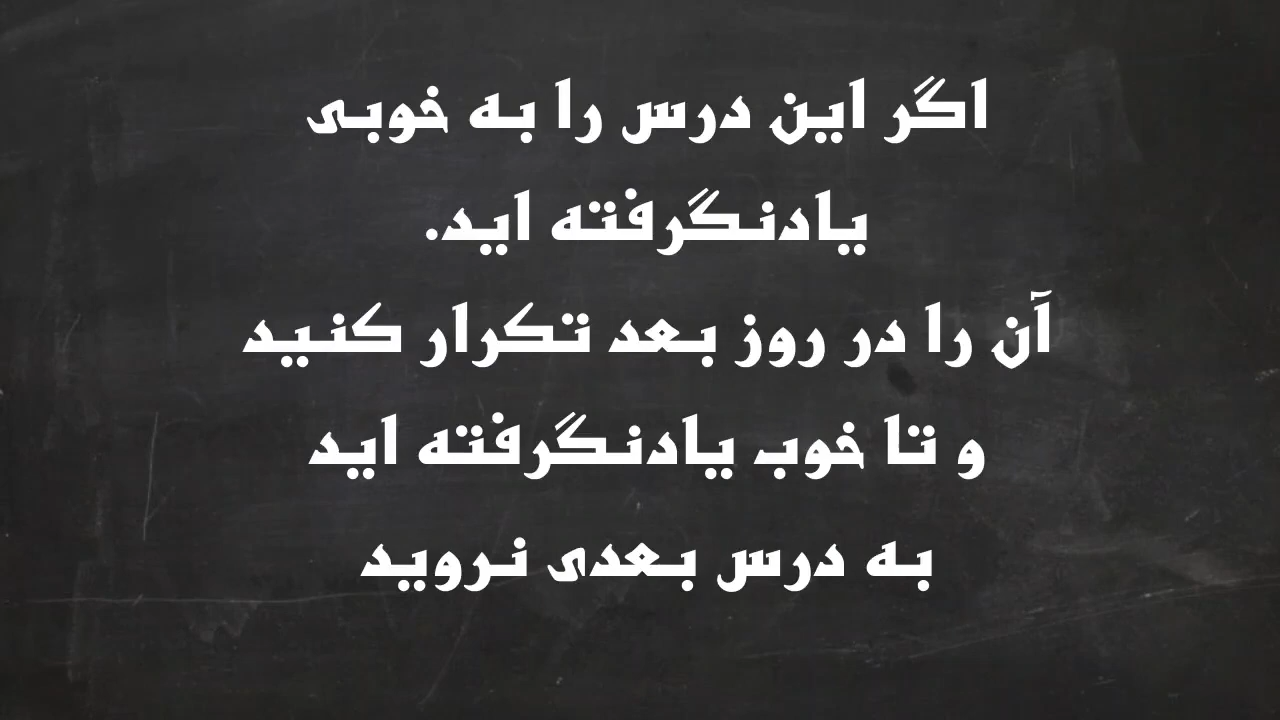 اگر این درس را به خوبی
یادنگرفته اید.
آن را در روز بعد تکرار کنید
و تا خوب یادنگرفته اید
به درس بعدی نروید